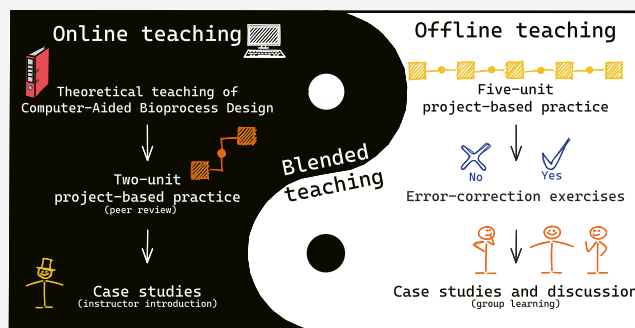 Online teaching
Theoretical teaching of
Computer-Aided Bioprocess Design
Two-unit
project-based practice
(peer review)
Case studies
(instructor introduction)
Blended
teaching
Offline teaching
Five-unit
project-based practice
No
Yes
Error-correction exercises
Case studies and discussion
(group learning)